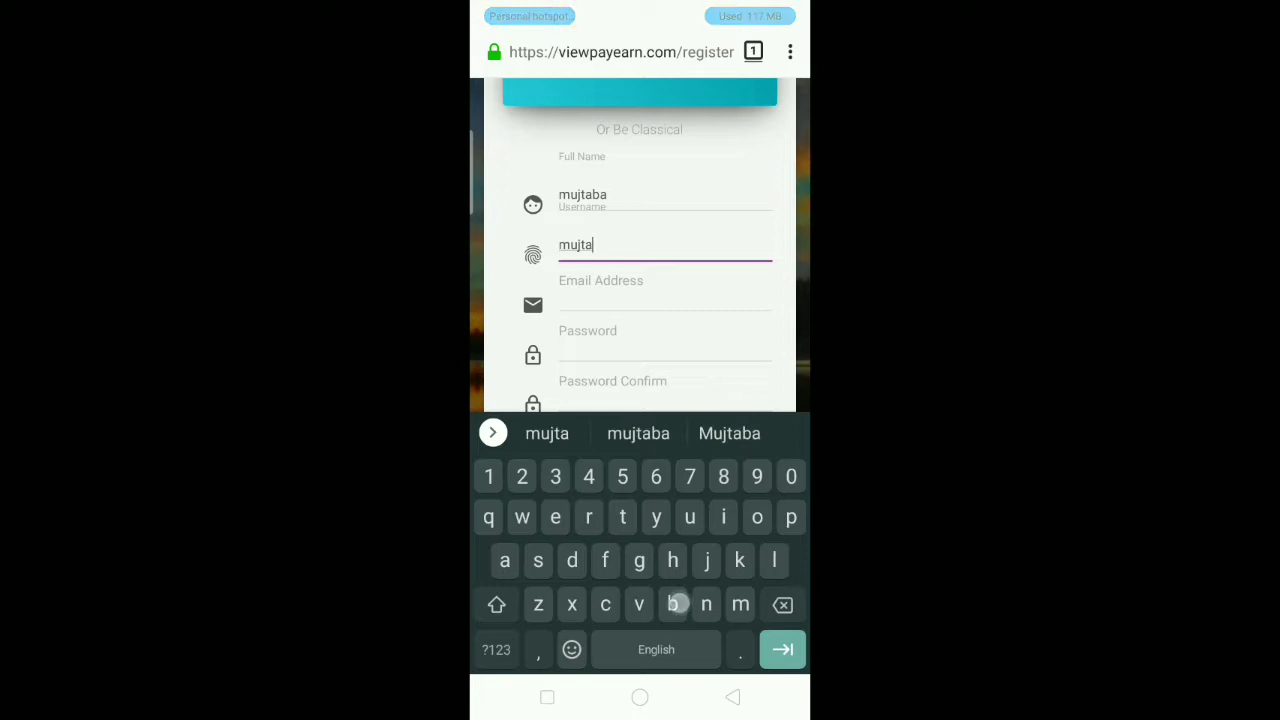 Personal hotspot..
Used 117 MB
https://viewpayearn.com/register
1
Or Be Classical
Full Name
mujtaba
Username
mujta
Email Address
Password
Password Confirm
mujta mujtaba Mujtaba
1 2 3 4 5 6 7 8 9 0
q w e r t y u i o p
a s d f g h j k l
z x c v b n m
?123 , English .